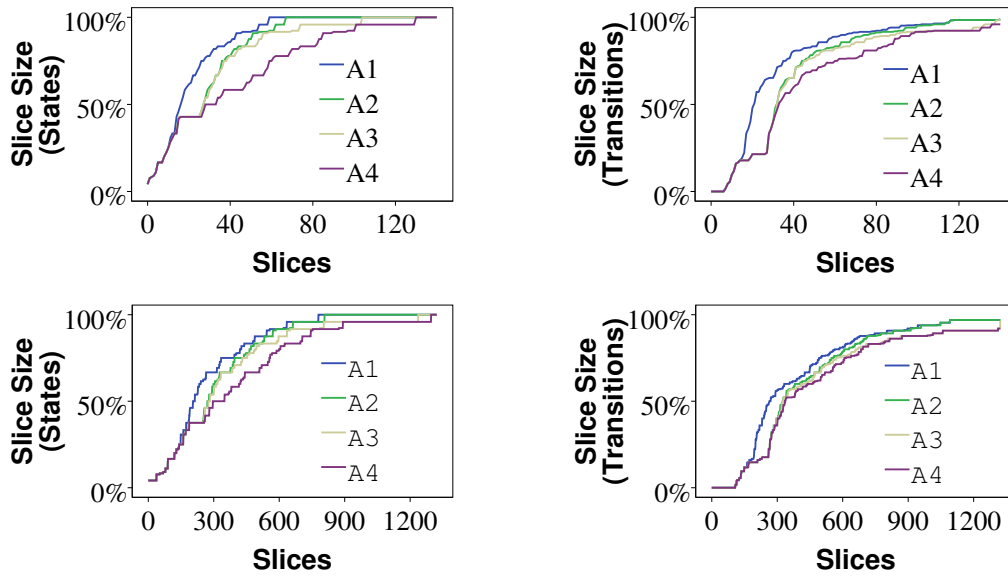 Slice Size
(States)
100%
50%
0%
A1
A2
A3
A4
0 40 80 120
Slices
Slice Size
(Transitions)
100%
50%
0%
A1
A2
A3
A4
0 40 80 120
Slices
Slice Size
(States)
100%
50%
0%
A1
A2
A3
A4
0 300 600 900 1200
Slices
Slice Size
(Transitions)
100%
50%
0%
A1
A2
A3
A4
0 300 600 900 1200
Slices